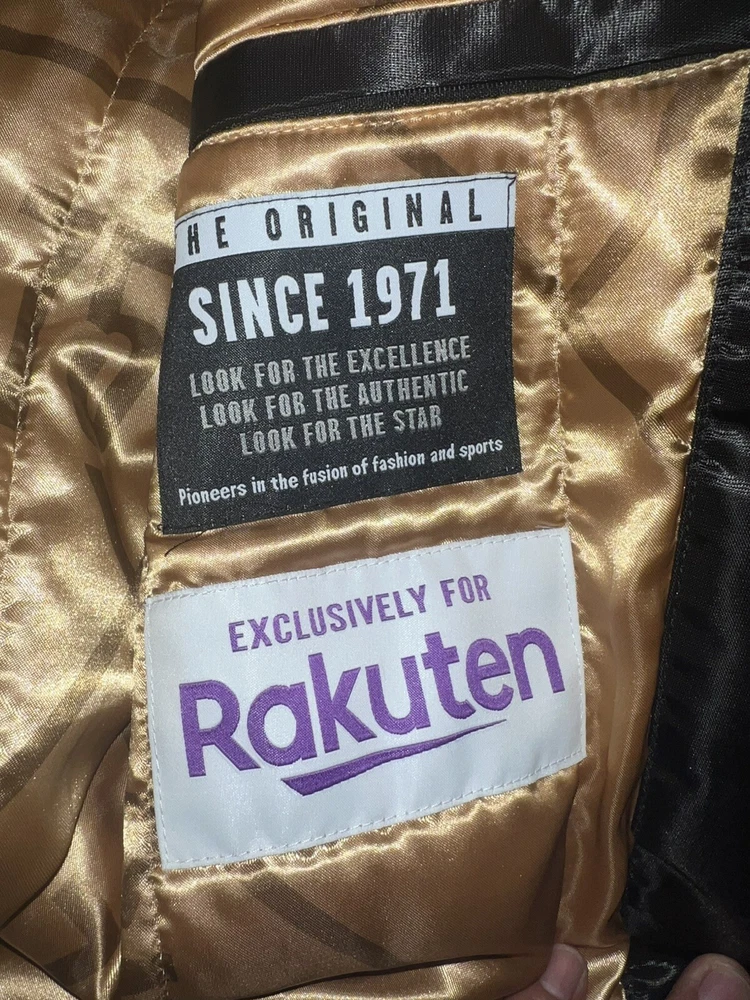 HE ORIGINAL
SINCE 1971
LOOK FOR THE EXCELLENCE
LOOK FOR THE AUTHENTIC
LOOK FOR THE STAR
Pioneers in the fusion of fashion and sports
EXCLUSIVELY FOR
Rakuten